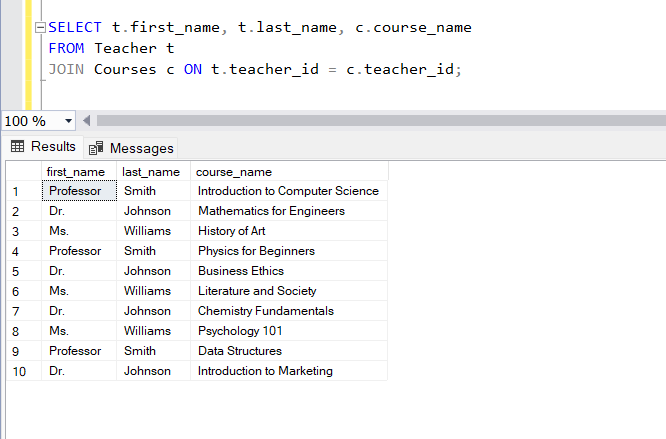 SELECT t.first_name, t.last_name, c.course_name
FROM Teacher t
JOIN Courses c ON t.teacher_id = c.teacher_id;
100 %
Results Messages
first_name last_name course_name
1 Professor Smith Introduction to Computer Science
2 Dr. Johnson Mathematics for Engineers
3 Ms. Williams History of Art
4 Professor Smith Physics for Beginners
5 Dr. Johnson Business Ethics
6 Ms. Williams Literature and Society
7 Dr. Johnson Chemistry Fundamentals
8 Ms. Williams Psychology 101
9 Professor Smith Data Structures
10 Dr. Johnson Introduction to Marketing